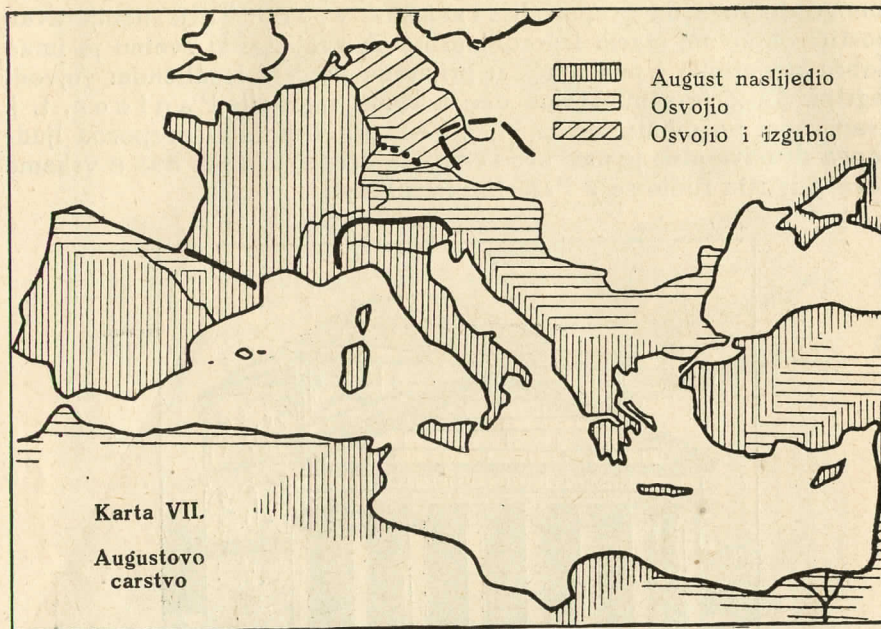 August naslijedio
Osvojio
Osvojio i izgubio
Karta VII.
Augustovo
carstvo